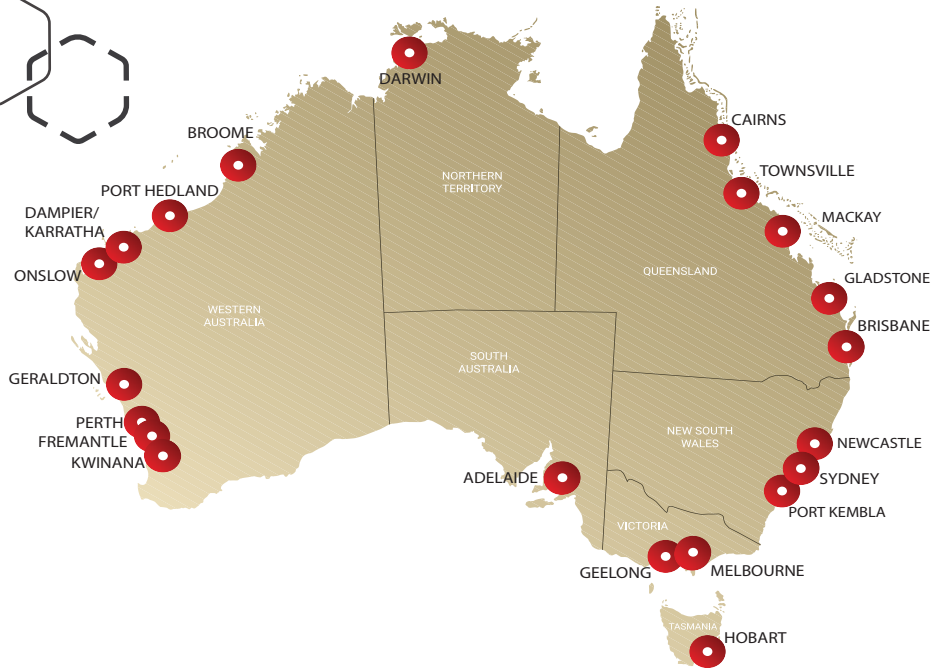 DARWIN
CAIRNS
BROOME
TOWNSVILLE
NORTHERN
TERRITORY
PORT HEDLAND
DAMPIER/
KARRATHA
MACKAY
ONSLOW
QUEENSLAND
GLADSTONE
WESTERN
AUSTRALIA
BRISBANE
SOUTH
AUSTRALIA
GERALDTON
PERTH
FREMANTLE
KWINANA
NEW SOUTH
WALES
NEWCASTLE
SYDNEY
ADELAIDE
PORT KEMBLA
VICTORIA
GEELONG
MELBOURNE
TASMANIA
HOBART